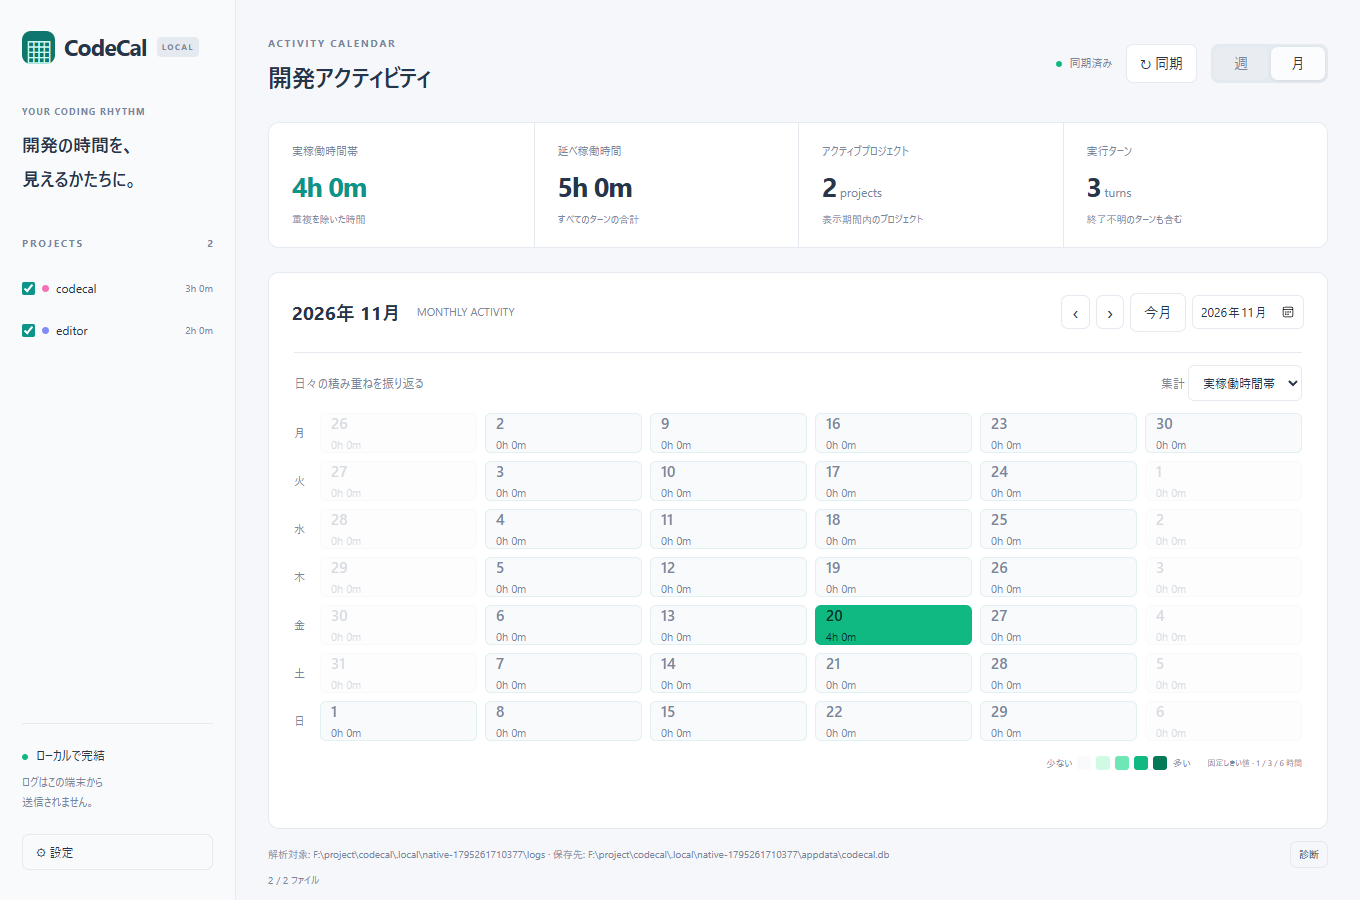 CodeCal LOCAL
YOUR CODING RHYTHM
開発の時間を、
見えるかたちに。
PROJECTS 2
codecal 3h 0m
editor 2h 0m
ローカルで完結
ログはこの端末から
送信されません。
⚙ 設定
ACTIVITY CALENDAR
開発アクティビティ
同期済み
↻ 同期
週 月
実稼働時間帯
4h 0m
重複を除いた時間
延べ稼働時間
5h 0m
すべてのターンの合計
アクティブプロジェクト
2 projects
表示期間内のプロジェクト
実行ターン
3 turns
終了不明のターンも含む
2026年 11月 MONTHLY ACTIVITY
‹ › 今月 2026年11月
日々の積み重ねを振り返る
集計 実稼働時間帯
月 26 2 9 16 23 30
0h 0m 0h 0m 0h 0m 0h 0m 0h 0m 0h 0m
火 27 3 10 17 24 1
0h 0m 0h 0m 0h 0m 0h 0m 0h 0m 0h 0m
水 28 4 11 18 25 2
0h 0m 0h 0m 0h 0m 0h 0m 0h 0m 0h 0m
木 29 5 12 19 26 3
0h 0m 0h 0m 0h 0m 0h 0m 0h 0m 0h 0m
金 30 6 13 20 27 4
0h 0m 0h 0m 0h 0m 4h 0m 0h 0m 0h 0m
土 31 7 14 21 28 5
0h 0m 0h 0m 0h 0m 0h 0m 0h 0m 0h 0m
日 1 8 15 22 29 6
0h 0m 0h 0m 0h 0m 0h 0m 0h 0m 0h 0m
少ない 多い 固定しきい値・1 / 3 / 6 時間
解析対象: F:\project\codecal\.local\native-1795261710377\logs · 保存先: F:\project\codecal\.local\native-1795261710377\appdata\codecal.db
診断
2 / 2 ファイル